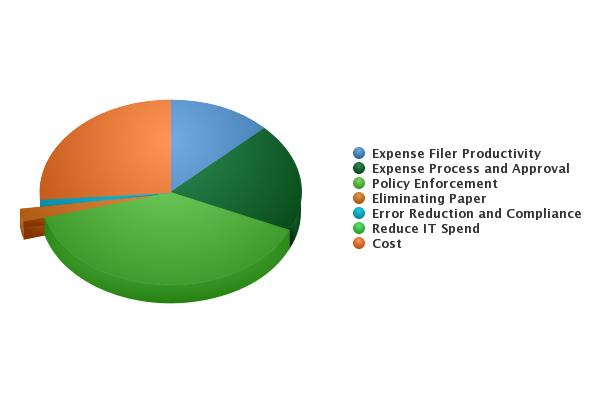 Expense Filer Productivity
Expense Process and Approval
Policy Enforcement
Eliminating Paper
Error Reduction and Compliance
Reduce IT Spend
Cost